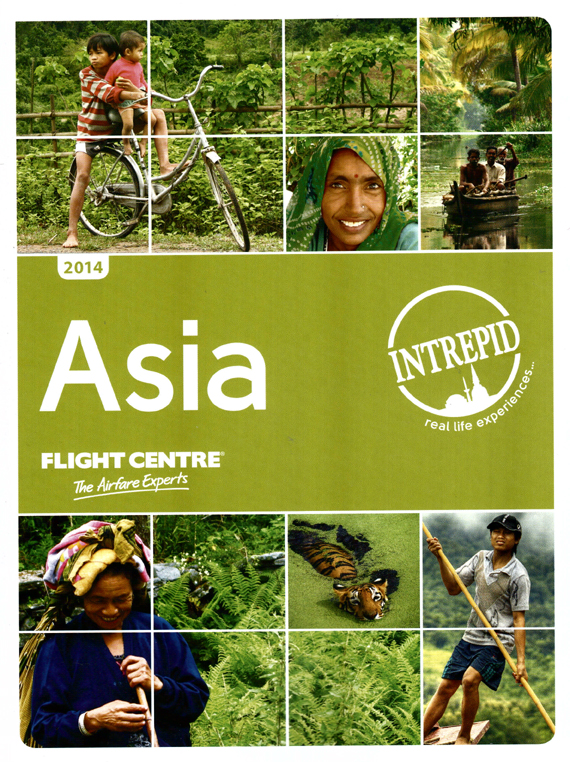 2014
Asia
INTREPID
real life experiences...
FLIGHT CENTRE®
The Airfare Experts